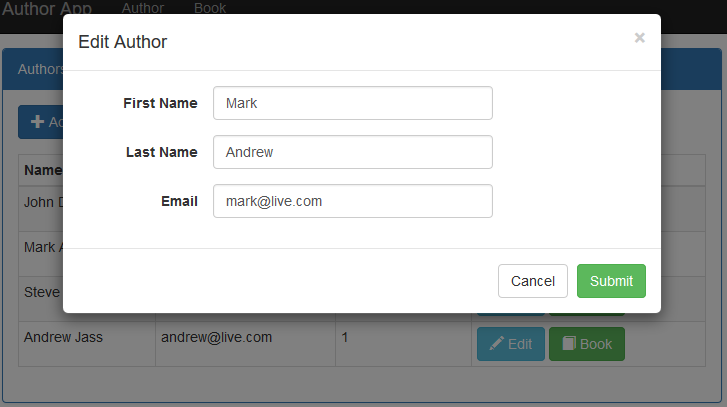 Author App Author Book
Edit Author ×
Authors
First Name Mark
Last Name Andrew
Name
John
Email mark@live.com
Mark
Cancel Submit
Steve
Andrew Jass andrew@live.com 1 Edit Book